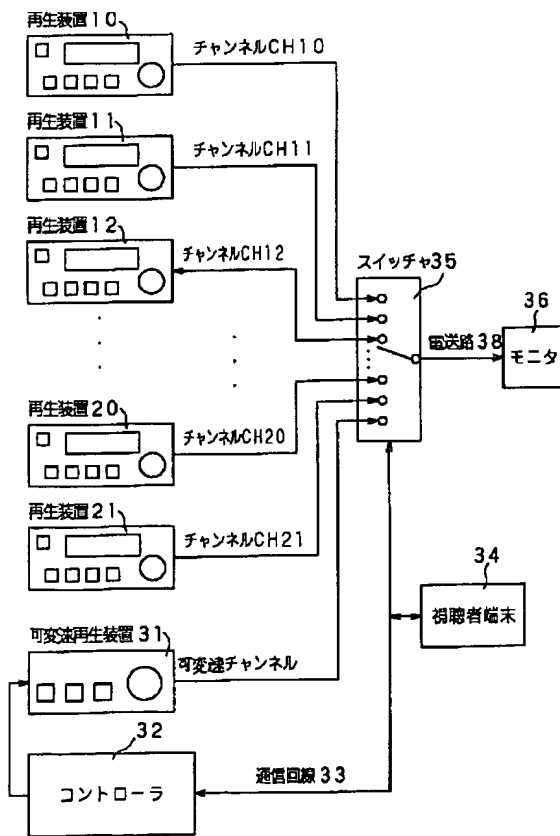 再生装置10
チャンネルCH10
再生装置11
チャンネルCH11
再生装置12
チャンネルCH12
スイッチャ35
36
電送路38
モニタ
再生装置20
チャンネルCH20
再生装置21
チャンネルCH21
34
視聴者端末
可変速再生装置31
可変速チャンネル
32
通信回線33
コントローラ